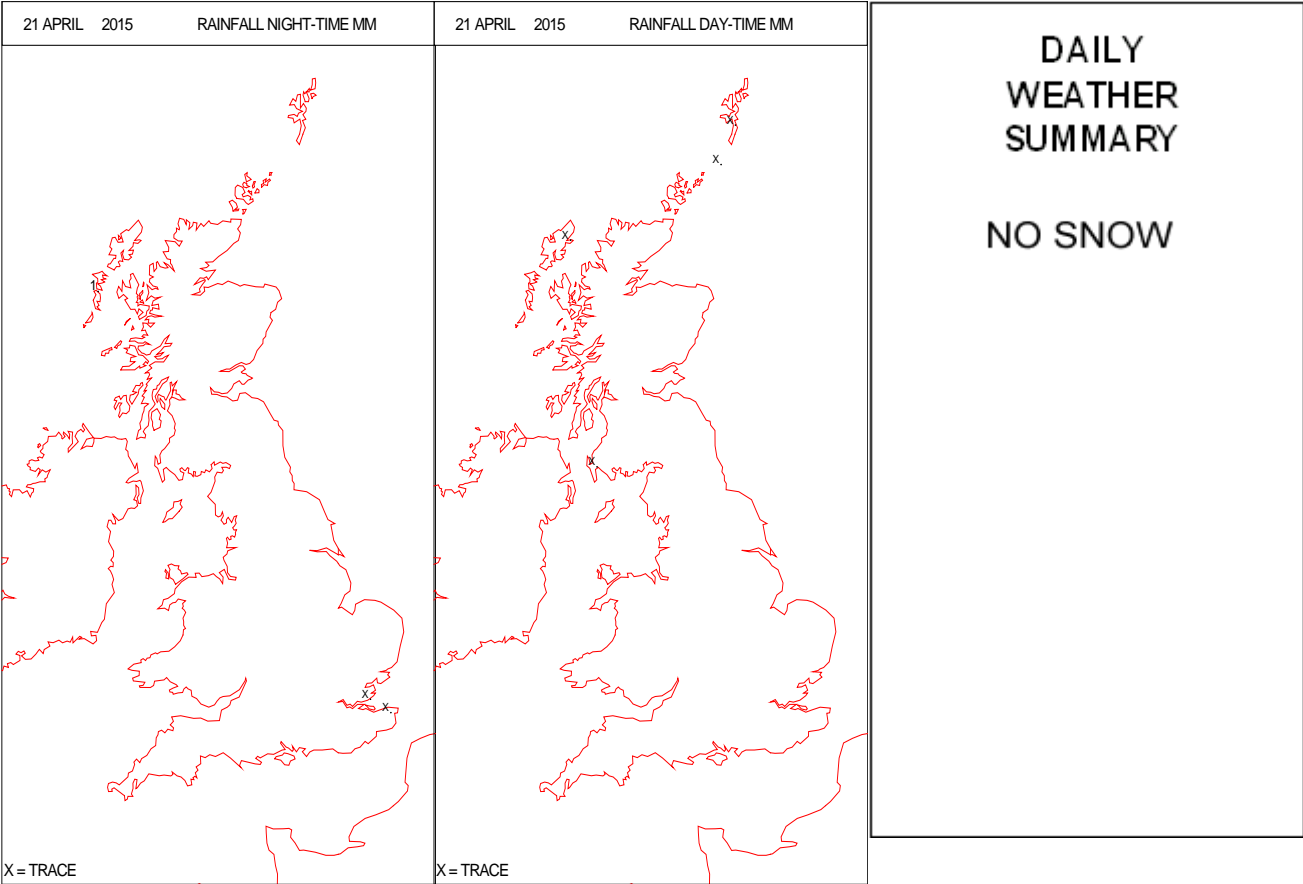 21 APRIL 2015 RAINFALL NIGHT-TIME MM
1
X.
X.
X = TRACE
21 APRIL 2015 RAINFALL DAY-TIME MM
X.
X.
X.
X.
X = TRACE
DAILY
WEATHER
SUMMARY
NO SNOW